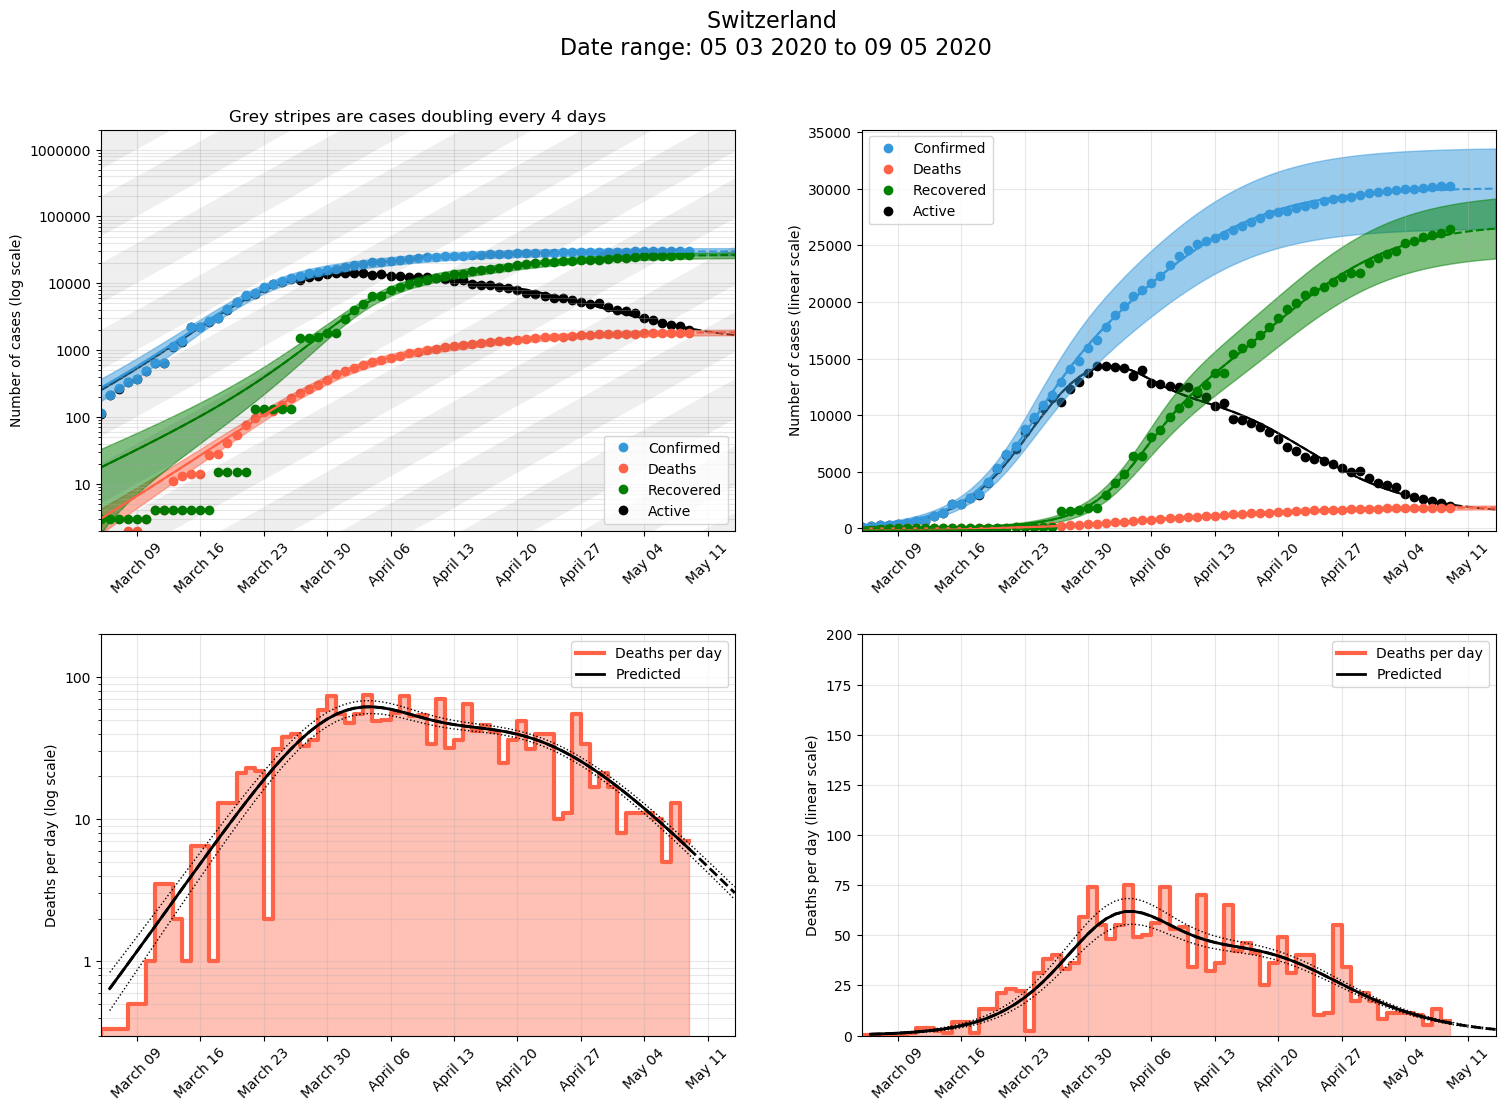 Switzerland
Date range: 05 03 2020 to 09 05 2020
Grey stripes are cases doubling every 4 days
Number of cases (log scale)
1000000
100000
10000
1000
100
10
Confirmed
Deaths
Recovered
Active
March 09
March 16
March 23
March 30
April 06
April 13
April 20
April 27
May 04
May 11
Number of cases (linear scale)
35000
30000
25000
20000
15000
10000
5000
0
Confirmed
Deaths
Recovered
Active
March 09
March 16
March 23
March 30
April 06
April 13
April 20
April 27
May 04
May 11
Deaths per day (log scale)
100
10
1
Deaths per day
Predicted
March 09
March 16
March 23
March 30
April 06
April 13
April 20
April 27
May 04
May 11
Deaths per day (linear scale)
200
175
150
125
100
75
50
25
0
Deaths per day
Predicted
March 09
March 16
March 23
March 30
April 06
April 13
April 20
April 27
May 04
May 11